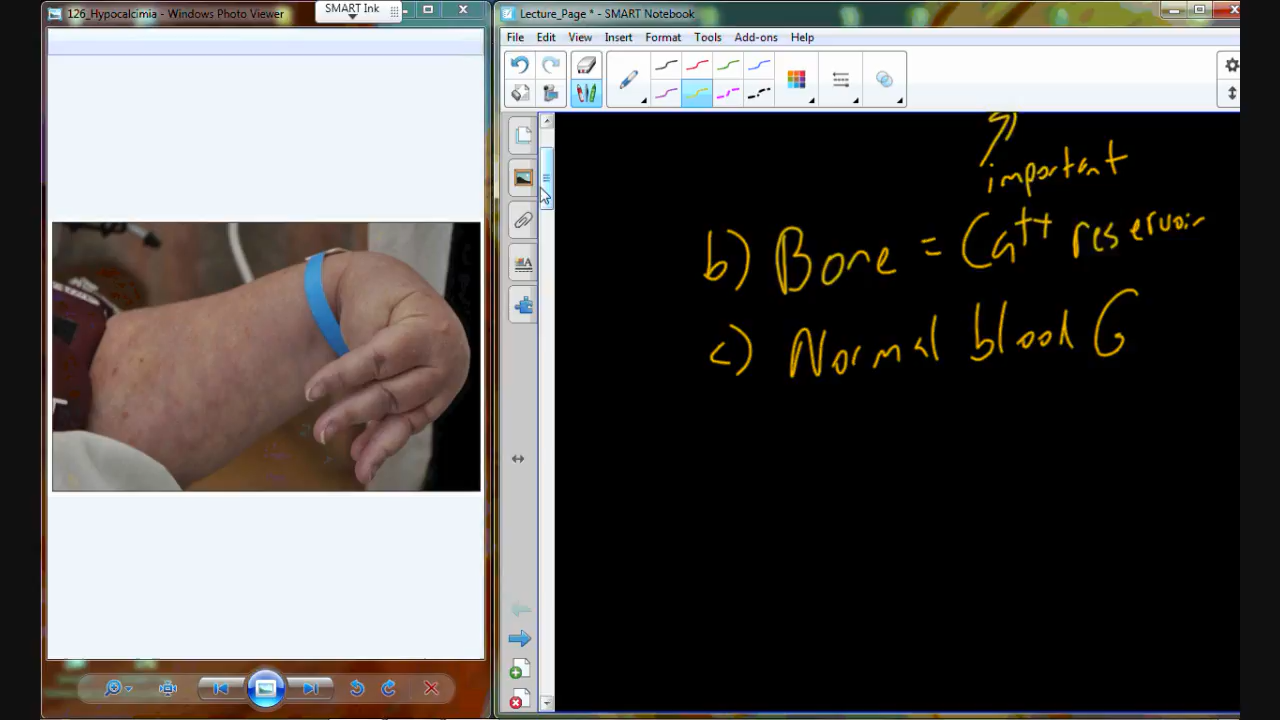 126_Hypocalcimia - Windows Photo Viewer
SMART Ink
Lecture_Page * - SMART Notebook
File Edit View Insert Format Tools Add-ons Help
important
b) Bone = Ca++ reservoir
c) Normal blood C